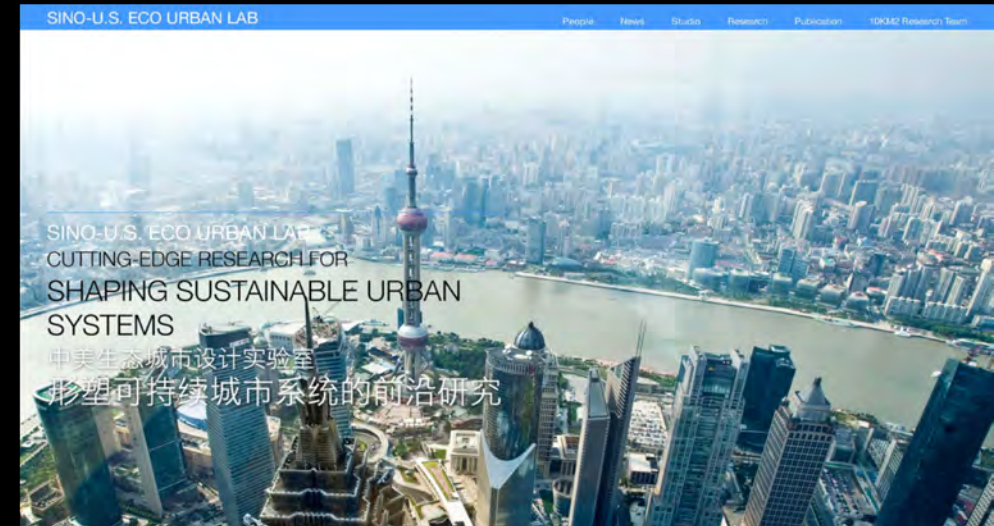 SINO-U.S. ECO URBAN LAB
People News Studio Research Publication 10KM2 Research Team
SINO-U.S. ECO URBAN LAB
CUTTING-EDGE RESEARCH FOR
SHAPING SUSTAINABLE URBAN
SYSTEMS
中美生态城市设计实验室
形塑可持续城市系统的前沿研究